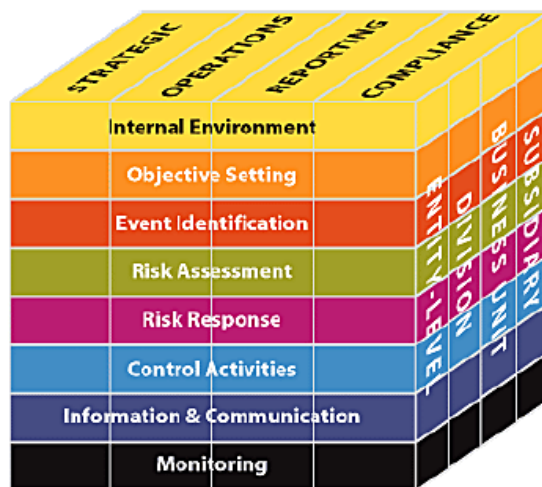 STRATEGIC
OPERATIONS
REPORTING
COMPLIANCE
Internal Environment
Objective Setting
Event Identification
Risk Assessment
Risk Response
Control Activities
Information & Communication
Monitoring
ENTITY-LEVEL
DIVISION
BUSINESS UNIT
SUBSIDIARY